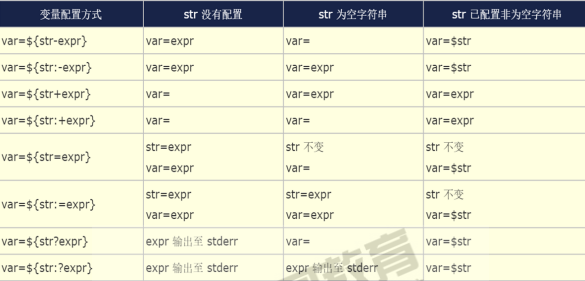 变量配置方式 str 没有配置 str 为空字符串 str 已配置非为空字符串
var=${str-expr} var=expr var= var=$str
var=${str:-expr} var=expr var=expr var=$str
var=${str+expr} var= var=expr var=expr
var=${str:+expr} var= var= var=expr
var=${str=expr} str=expr str 不变 str 不变
var=expr var= var=$str
var=${str:=expr} str=expr str=expr str 不变
var=expr var=expr var=$str
var=${str?expr} expr 输出至 stderr var= var=$str
var=${str:?expr} expr 输出至 stderr expr 输出至 stderr var=$str
教育